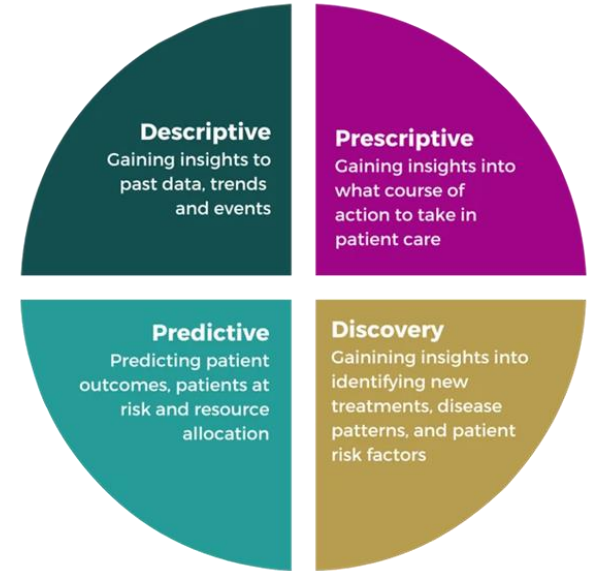 Descriptive
Gaining insights to
past data, trends
and events
Prescriptive
Gaining insights into
what course of
action to take in
patient care
Predictive
Predicting patient
outcomes, patients at
risk and resource
allocation
Discovery
Gainining insights into
identifying new
treatments, disease
patterns, and patient
risk factors